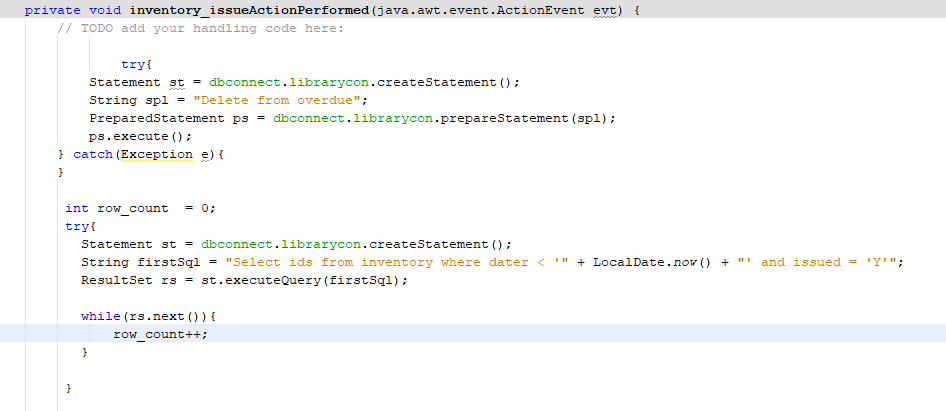 private void inventory_issueActionPerformed(java.awt.event.ActionEvent evt) {
// TODO add your handling code here:
try{
Statement st = dbconnect.librarycon.createStatement();
String spl = "Delete from overdue";
PreparedStatement ps = dbconnect.librarycon.prepareStatement(spl);
ps.execute();
} catch(Exception e){
}
int row_count  = 0;
try{
Statement st = dbconnect.librarycon.createStatement();
String firstSql = "Select ids from inventory where dater < '" + LocalDate.now() + "' and issued = 'Y'";
ResultSet rs = st.executeQuery(firstSql);
while(rs.next()){
row_count++;
}
}